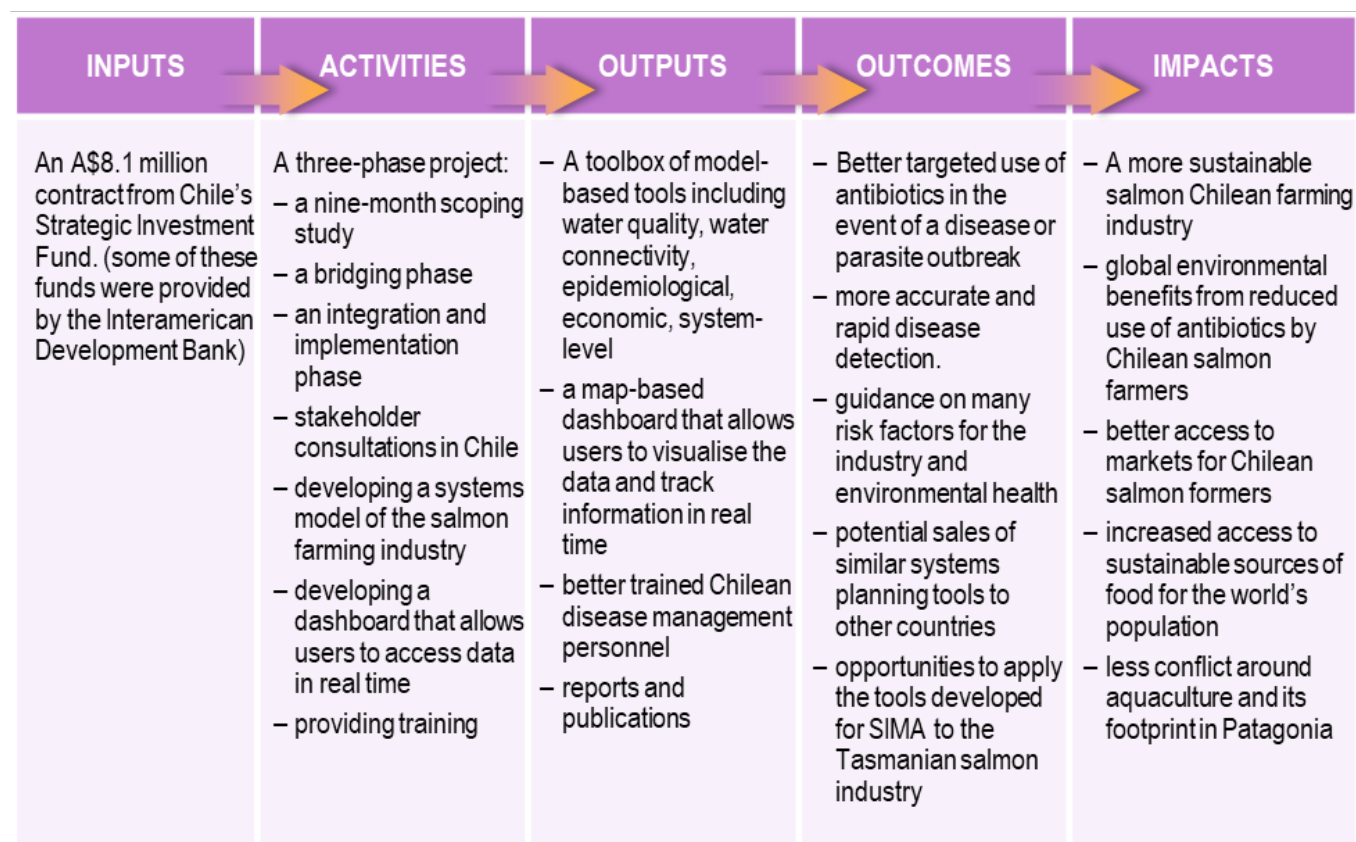 INPUTS
ACTIVITIES
OUTPUTS
OUTCOMES
IMPACTS
An A$8.1 million
contract from Chile's
Strategic Investment
Fund. (some of these
funds were provided
by the Interamerican
Development Bank)
A three-phase project:
– a nine-month scoping
study
– a bridging phase
– an integration and
implementation
phase
– stakeholder
consultations in Chile
– developing a systems
model of the salmon
farming industry
– developing a
dashboard that allows
users to access data
in real time
– providing training
– A toolbox of model-
based tools including
water quality, water
connectivity,
epidemiological,
economic, system-
level
– a map-based
dashboard that allows
users to visualise the
data and track
information in real
time
– better trained Chilean
disease management
personnel
– reports and
publications
– Better targeted use of
antibiotics in the
event of a disease or
parasite outbreak
– more accurate and
rapid disease
detection.
– guidance on many
risk factors for the
industry and
environmental health
– potential sales of
similar systems
planning tools to
other countries
– opportunities to apply
the tools developed
for SIMA to the
Tasmanian salmon
industry
– A more sustainable
salmon Chilean farming
industry
– global environmental
benefits from reduced
use of antibiotics by
Chilean salmon
farmers
– better access to
markets for Chilean
salmon formers
– increased access to
sustainable sources of
food for the world's
population
– less conflict around
aquaculture and its
footprint in Patagonia